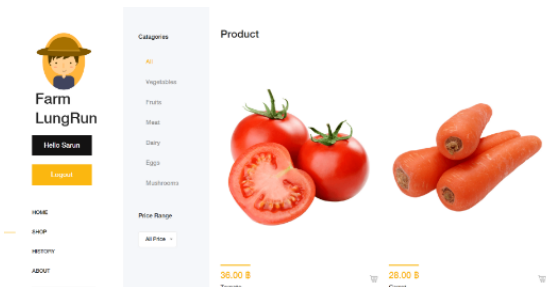 Farm
LungRun
Hello Sarun
Logout
HOME
SHOP
HISTORY
ABOUT
Catagories
All
Vegetables
Fruits
Meat
Dairy
Eggs
Mushrooms
Price Range
All Price
Product
36.00 ฿
28.00 ฿